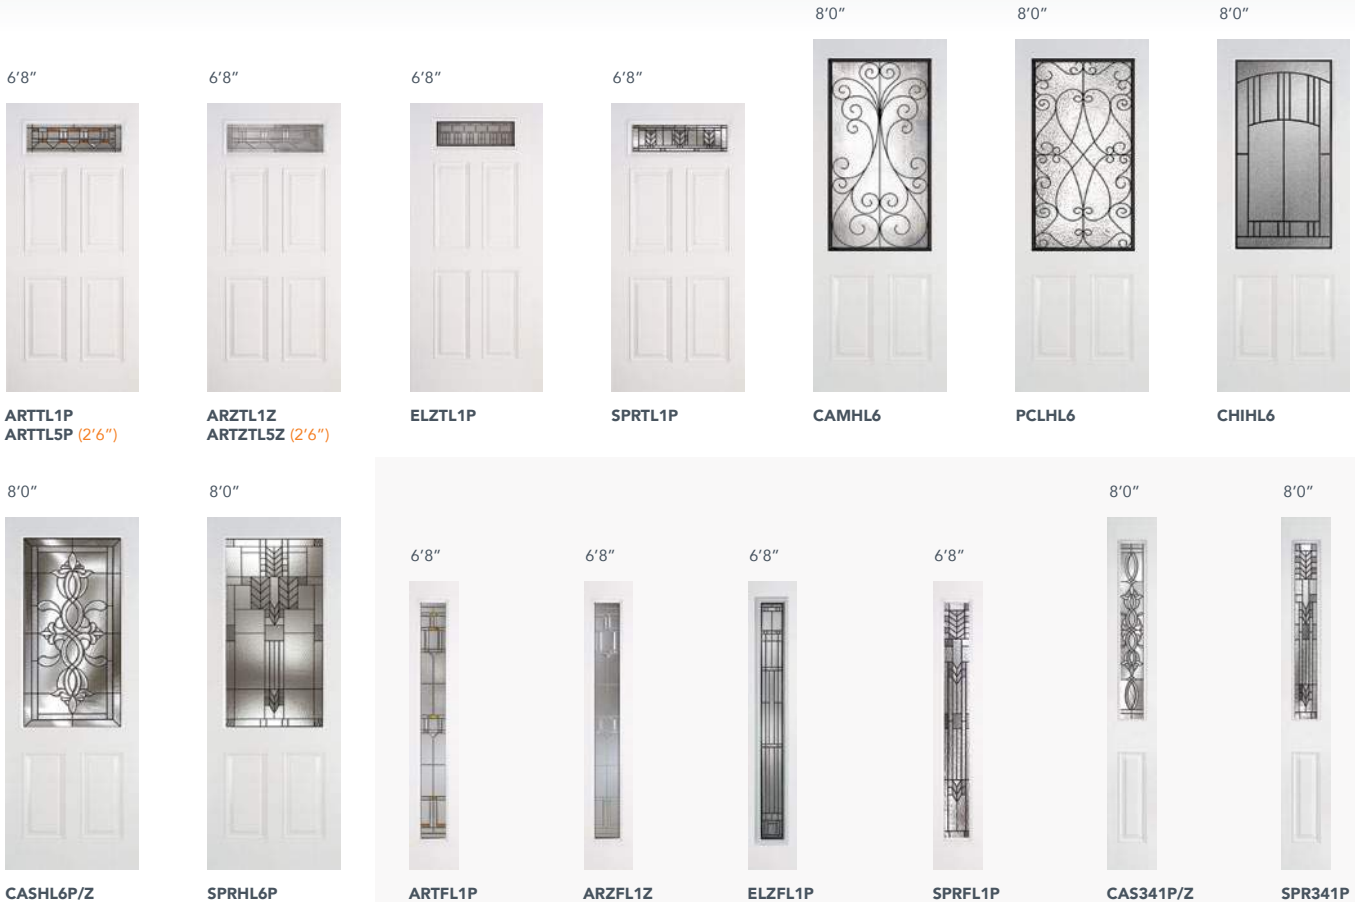 8’0”
8’0”
8’0”
6’8”
6’8”
6’8”
6’8”
ARTTL1P
ARTTL5P (2’6”)
ARZTL1Z
ARTZTL5Z (2’6”)
ELZTL1P
SPRTL1P
CAMHL6
PCLHL6
CHIHL6
8’0”
8’0”
6’8”
6’8”
6’8”
6’8”
8’0”
8’0”
CASHL6P/Z
SPRHL6P
ARTFL1P
ARZFL1Z
ELZFL1P
SPRFL1P
CAS341P/Z
SPR341P